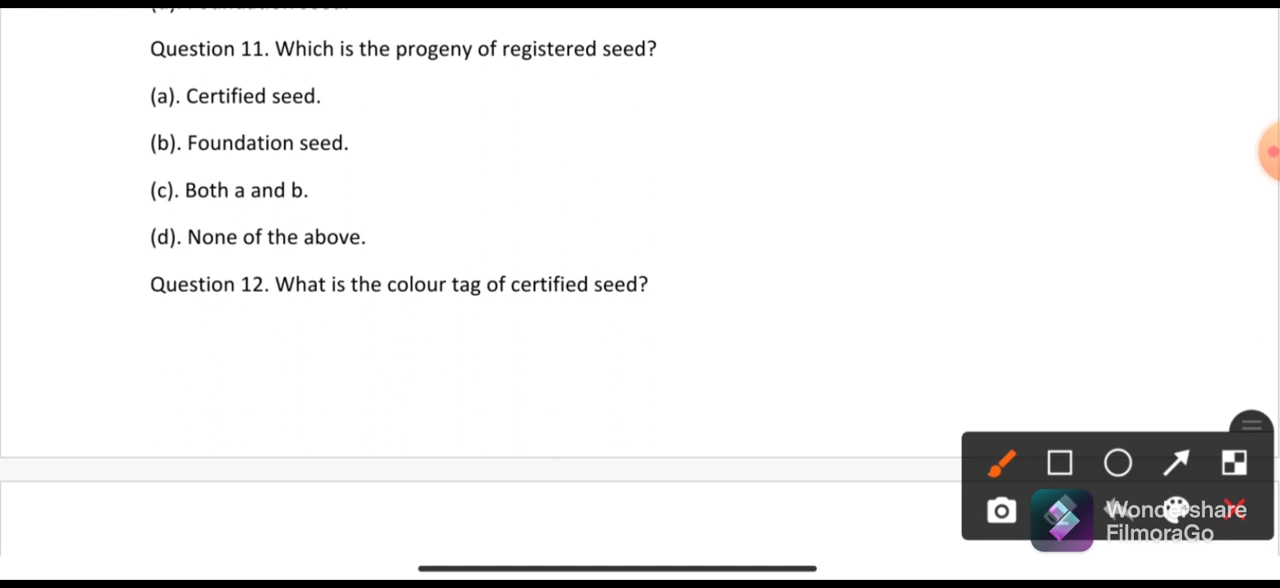 Question 11. Which is the progeny of registered seed?
(a). Certified seed.
(b). Foundation seed.
(c). Both a and b.
(d). None of the above.
Question 12. What is the colour tag of certified seed?
Wondershare
FilmoraGo